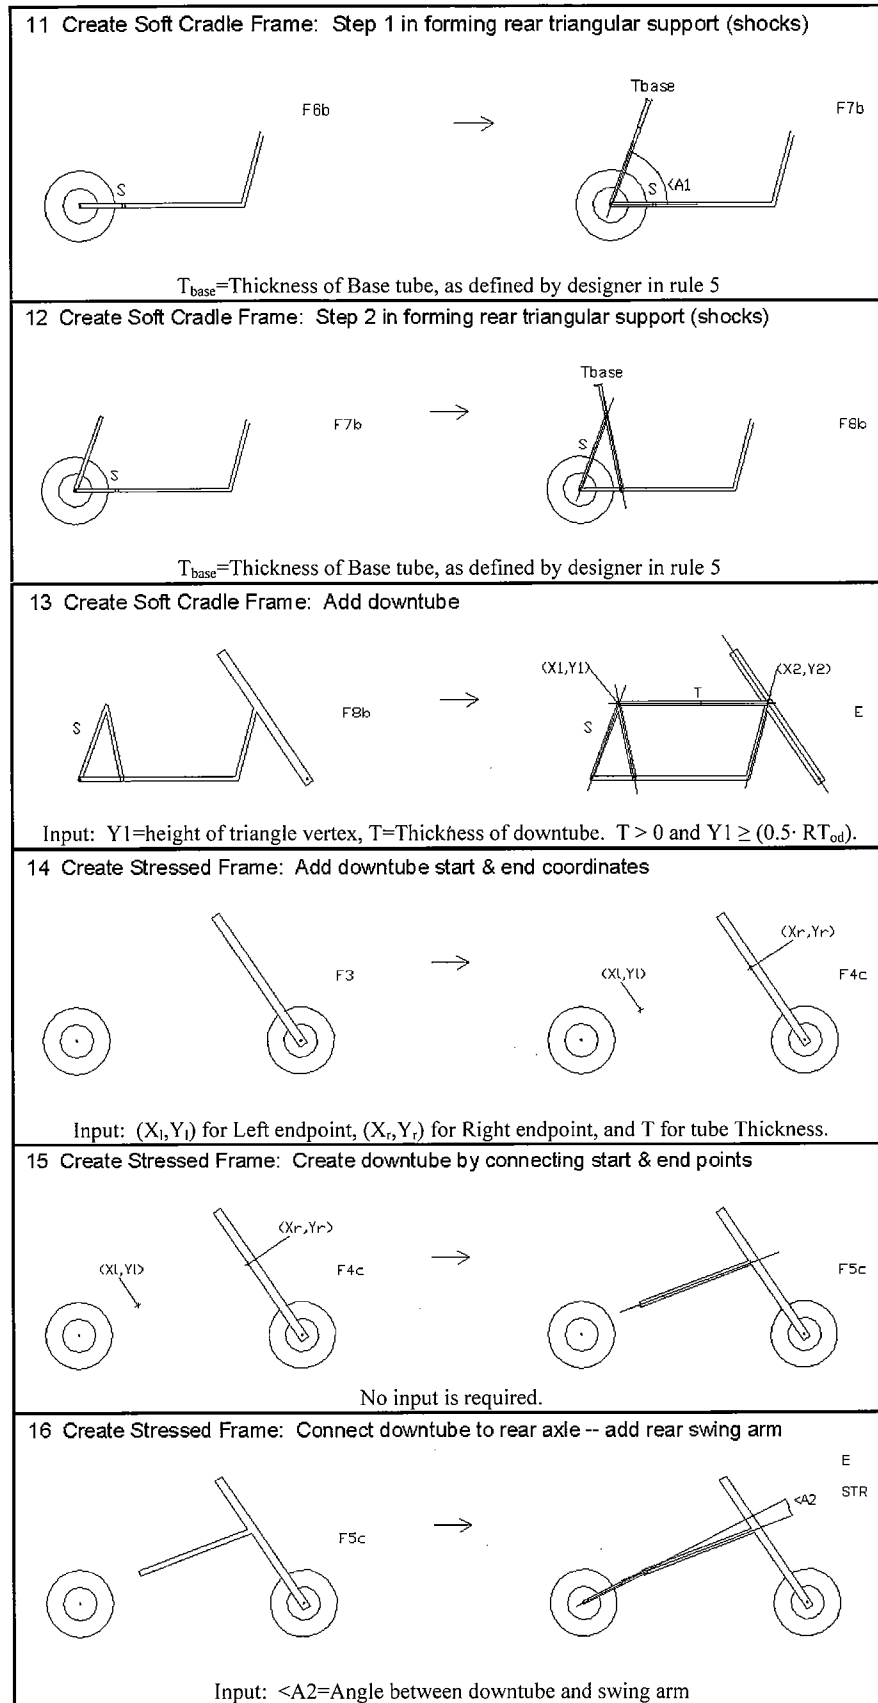 11 Create Soft Cradle Frame: Step 1 in forming rear triangular support (shocks)
F6b
S
Tbase
F7b
S
<A1
T_base=Thickness of Base tube, as defined by designer in rule 5
12 Create Soft Cradle Frame: Step 2 in forming rear triangular support (shocks)
F7b
S
Tbase
F8b
S
T_base=Thickness of Base tube, as defined by designer in rule 5
13 Create Soft Cradle Frame: Add downtube
F8b
S
(X1,Y1)
T
(X2,Y2)
E
S
Input: Y1=height of triangle vertex, T=Thickness of downtube. T > 0 and Y1 ≥ (0.5· RT_od).
14 Create Stressed Frame: Add downtube start & end coordinates
F3
(Xl,Yl)
(Xr,Yr)
F4c
Input: (X_l,Y_l) for Left endpoint, (X_r,Y_r) for Right endpoint, and T for tube Thickness.
15 Create Stressed Frame: Create downtube by connecting start & end points
(Xl,Yl)
(Xr,Yr)
F4c
F5c
No input is required.
16 Create Stressed Frame: Connect downtube to rear axle -- add rear swing arm
F5c
<A2
E
STR
Input: <A2=Angle between downtube and swing arm